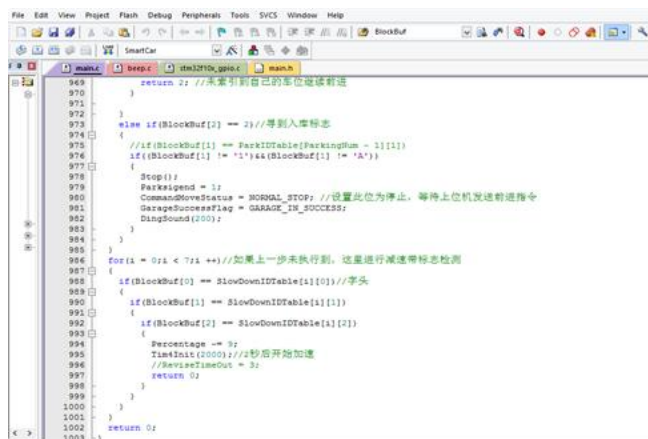 File Edit View Project Flash Debug Peripherals Tools SVCS Window Help
BlockBuf
SmartCar
main.c beep.c stm32f10x_gpio.c main.h
969 return 2; //未索引到自己的车位继续前进
970 }
971
972 }
973 else if(BlockBuf[2] == 2)//寻到入库标志
974 {
975 //if(BlockBuf[1] == ParkIDTable[ParkingNum - 1][1])
976 if((BlockBuf[1] != '1')&&(BlockBuf[1] != 'A'))
977 {
978 Stop();
979 Parksigend = 1;
980 CommandMoveStatus = NORMAL_STOP; //设置此位为停止，等待上位机发送前进指令
981 GarageSuccessFlag = GARAGE_IN_SUCCESS;
982 DingSound(200);
983 }
984 }
985 }
986 for(i = 0;i < 7;i ++)//如果上一步未执行到，这里进行减速带标志检测
987 {
988 if(BlockBuf[0] == SlowDownIDTable[i][0])//字头
989 {
990 if(BlockBuf[1] == SlowDownIDTable[i][1])
991 {
992 if(BlockBuf[2] == SlowDownIDTable[i][2])
993 {
994 Percentage -= 9;
995 Tim4Init(2000);//2秒后开始加速
996 //ReviseTimeOut = 3;
997 return 0;
998 }
999 }
1000 }
1001 }
1002 return 0;
1003 }